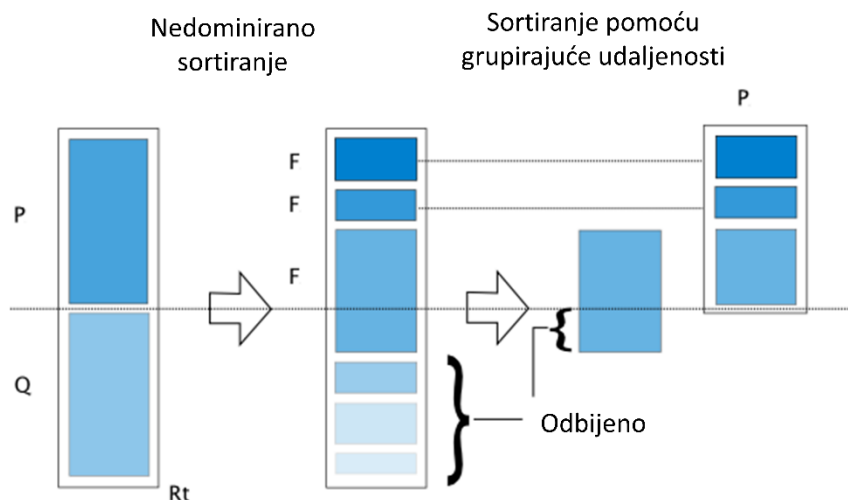 Nedominirano
sortiranje
Sortiranje pomoću
grupirajuće udaljenosti
P
F
F
P
F
Q
Odbijeno
Rt